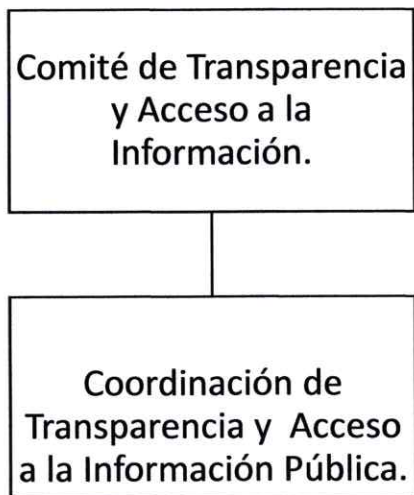 Comité de Transparencia
y Acceso a la
Información.
Coordinación de
Transparencia y Acceso
a la Información Pública.